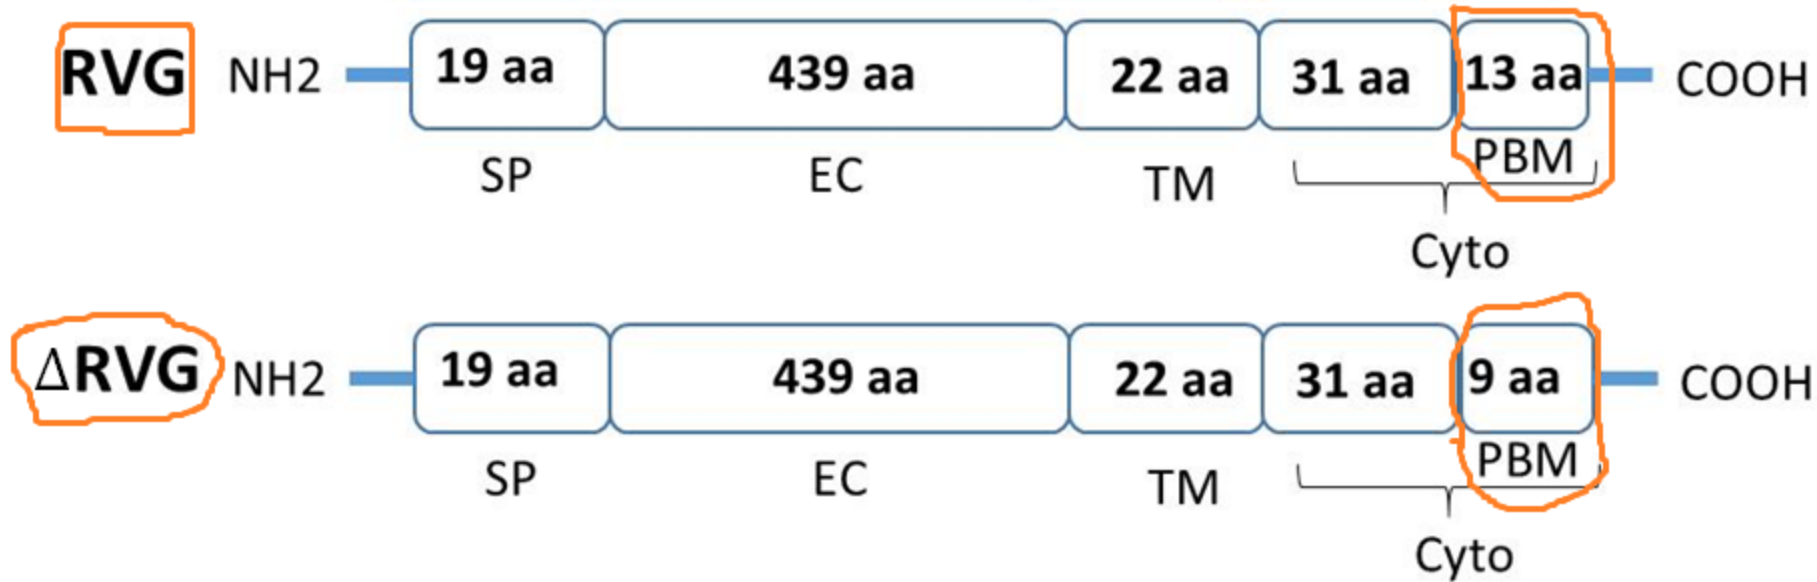 RVG NH2 19 aa 439 aa 22 aa 31 aa 13 aa COOH
SP EC TM PBM
Cyto
ΔRVG NH2 19 aa 439 aa 22 aa 31 aa 9 aa COOH
SP EC TM PBM
Cyto